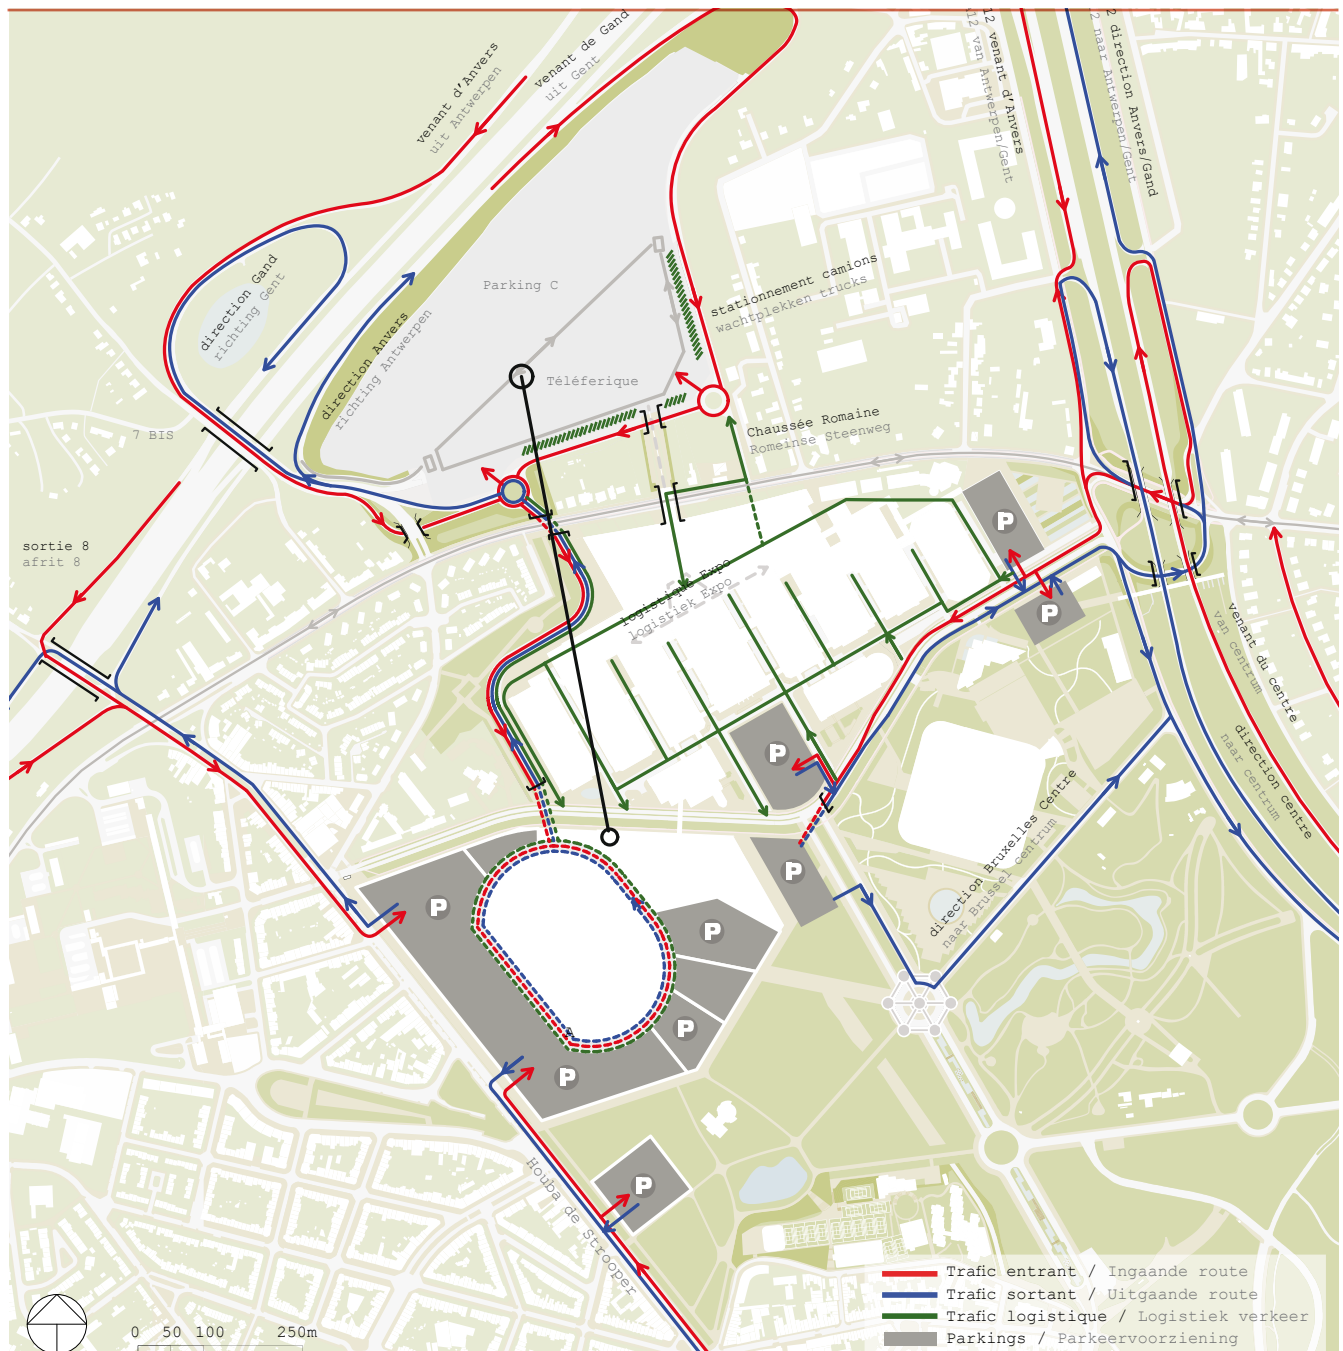 venant d'Anvers
uit Antwerpen
venant de Gand
uit Gent
12 venant d'Anvers
12 van Antwerpen/Gent
2 direction Anvers/Gand
2 naar Antwerpen/Gent
direction Gand
richting Gent
direction Anvers
richting Antwerpen
Parking C
stationnement camions
wachtplekken trucks
Téléferique
7 BIS
Chaussée Romaine
Romeinse Steenweg
sortie 8
afrit 8
logistique Expo
logistiek Expo
P
P
venant du centre
van centrum
direction centre
naar centrum
P
direction Bruxelles Centre
naar Brussel centrum
P
P
P
P
P
P
Houba de Strooper
Trafic entrant / Ingaande route
Trafic sortant / Uitgaande route
Trafic logistique / Logistiek verkeer
Parkings / Parkeervoorziening
0 50 100 250m